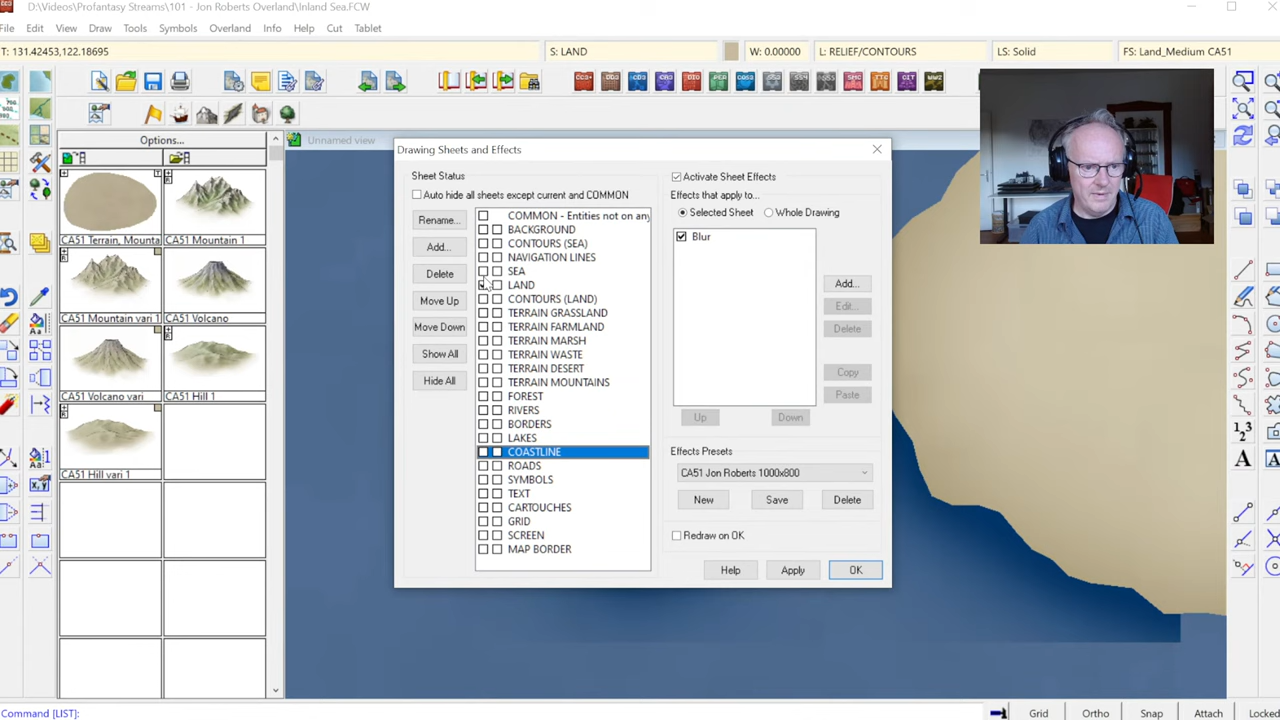 D:\Videos\Profantasy Streams\101 - Jon Roberts Overland\Inland Sea.FCW
File Edit View Draw Tools Symbols Overland Info Help Cut Tablet
T: 131.42453,122.18695 S: LAND W: 0.00000 L: RELIEF/CONTOURS LS: Solid FS: Land_Medium CA51
Options...
Unnamed view
CA51 Terrain, Mounta CA51 Mountain 1
CA51 Mountain vari 1 CA51 Volcano
CA51 Volcano vari CA51 Hill 1
CA51 Hill vari 1
Drawing Sheets and Effects
Sheet Status
Auto hide all sheets except current and COMMON
Rename...
Add...
Delete
Move Up
Move Down
Show All
Hide All
COMMON - Entities not on any
BACKGROUND
CONTOURS (SEA)
NAVIGATION LINES
SEA
LAND
CONTOURS (LAND)
TERRAIN GRASSLAND
TERRAIN FARMLAND
TERRAIN MARSH
TERRAIN WASTE
TERRAIN DESERT
TERRAIN MOUNTAINS
FOREST
RIVERS
BORDERS
LAKES
COASTLINE
ROADS
SYMBOLS
TEXT
CARTOUCHES
GRID
SCREEN
MAP BORDER
Activate Sheet Effects
Effects that apply to...
Selected Sheet Whole Drawing
Blur
Add...
Edit...
Delete
Copy
Paste
Up Down
Effects Presets
CA51 Jon Roberts 1000x800
New Save Delete
Redraw on OK
Help Apply OK
Command [LIST]:
Grid Ortho Snap Attach Locked